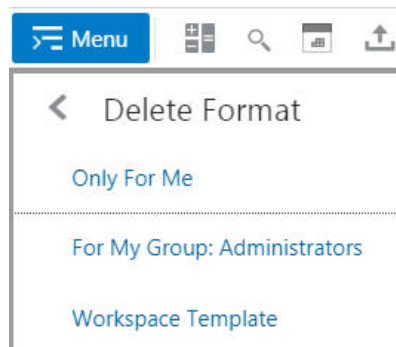 Menu
Delete Format
Only For Me
For My Group: Administrators
Workspace Template